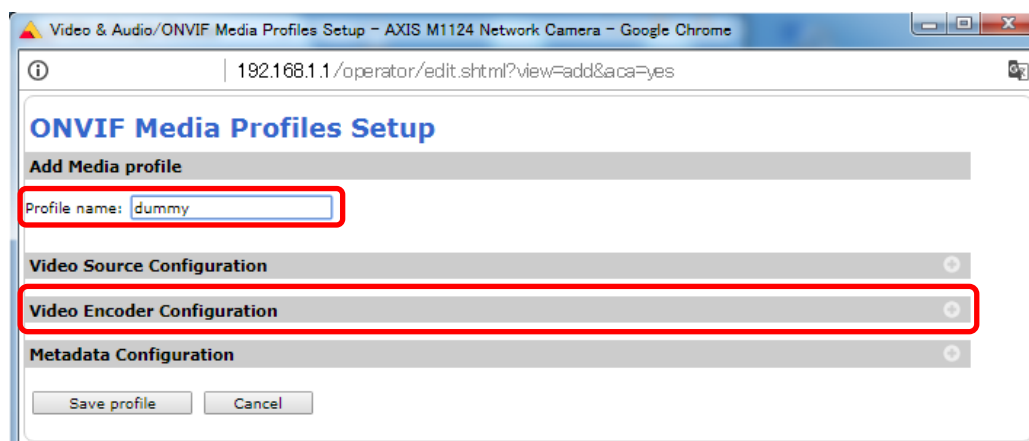 Video & Audio/ONVIF Media Profiles Setup - AXIS M1124 Network Camera - Google Chrome
192.168.1.1/operator/edit.shtml?view=add&aca=yes
ONVIF Media Profiles Setup
Add Media profile
Profile name: dummy
Video Source Configuration
Video Encoder Configuration
Metadata Configuration
Save profile Cancel